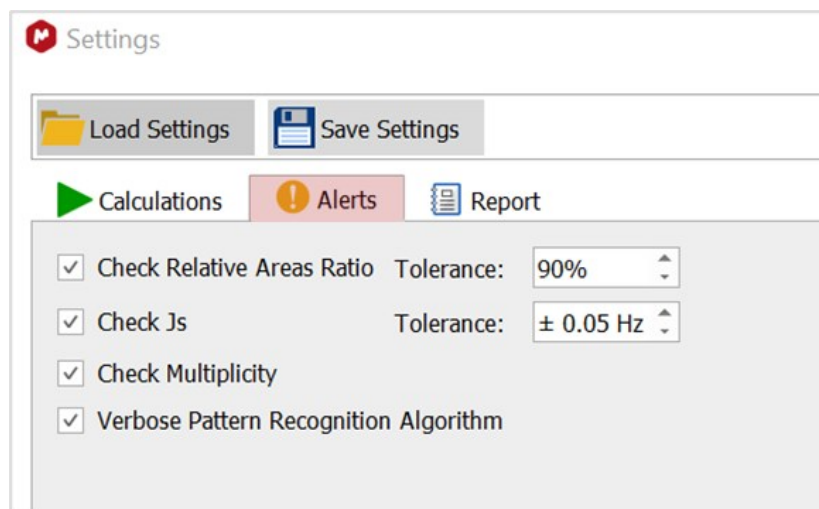 Settings
Load Settings Save Settings
Calculations Alerts Report
Check Relative Areas Ratio Tolerance: 90%
Check Js Tolerance: ± 0.05 Hz
Check Multiplicity
Verbose Pattern Recognition Algorithm